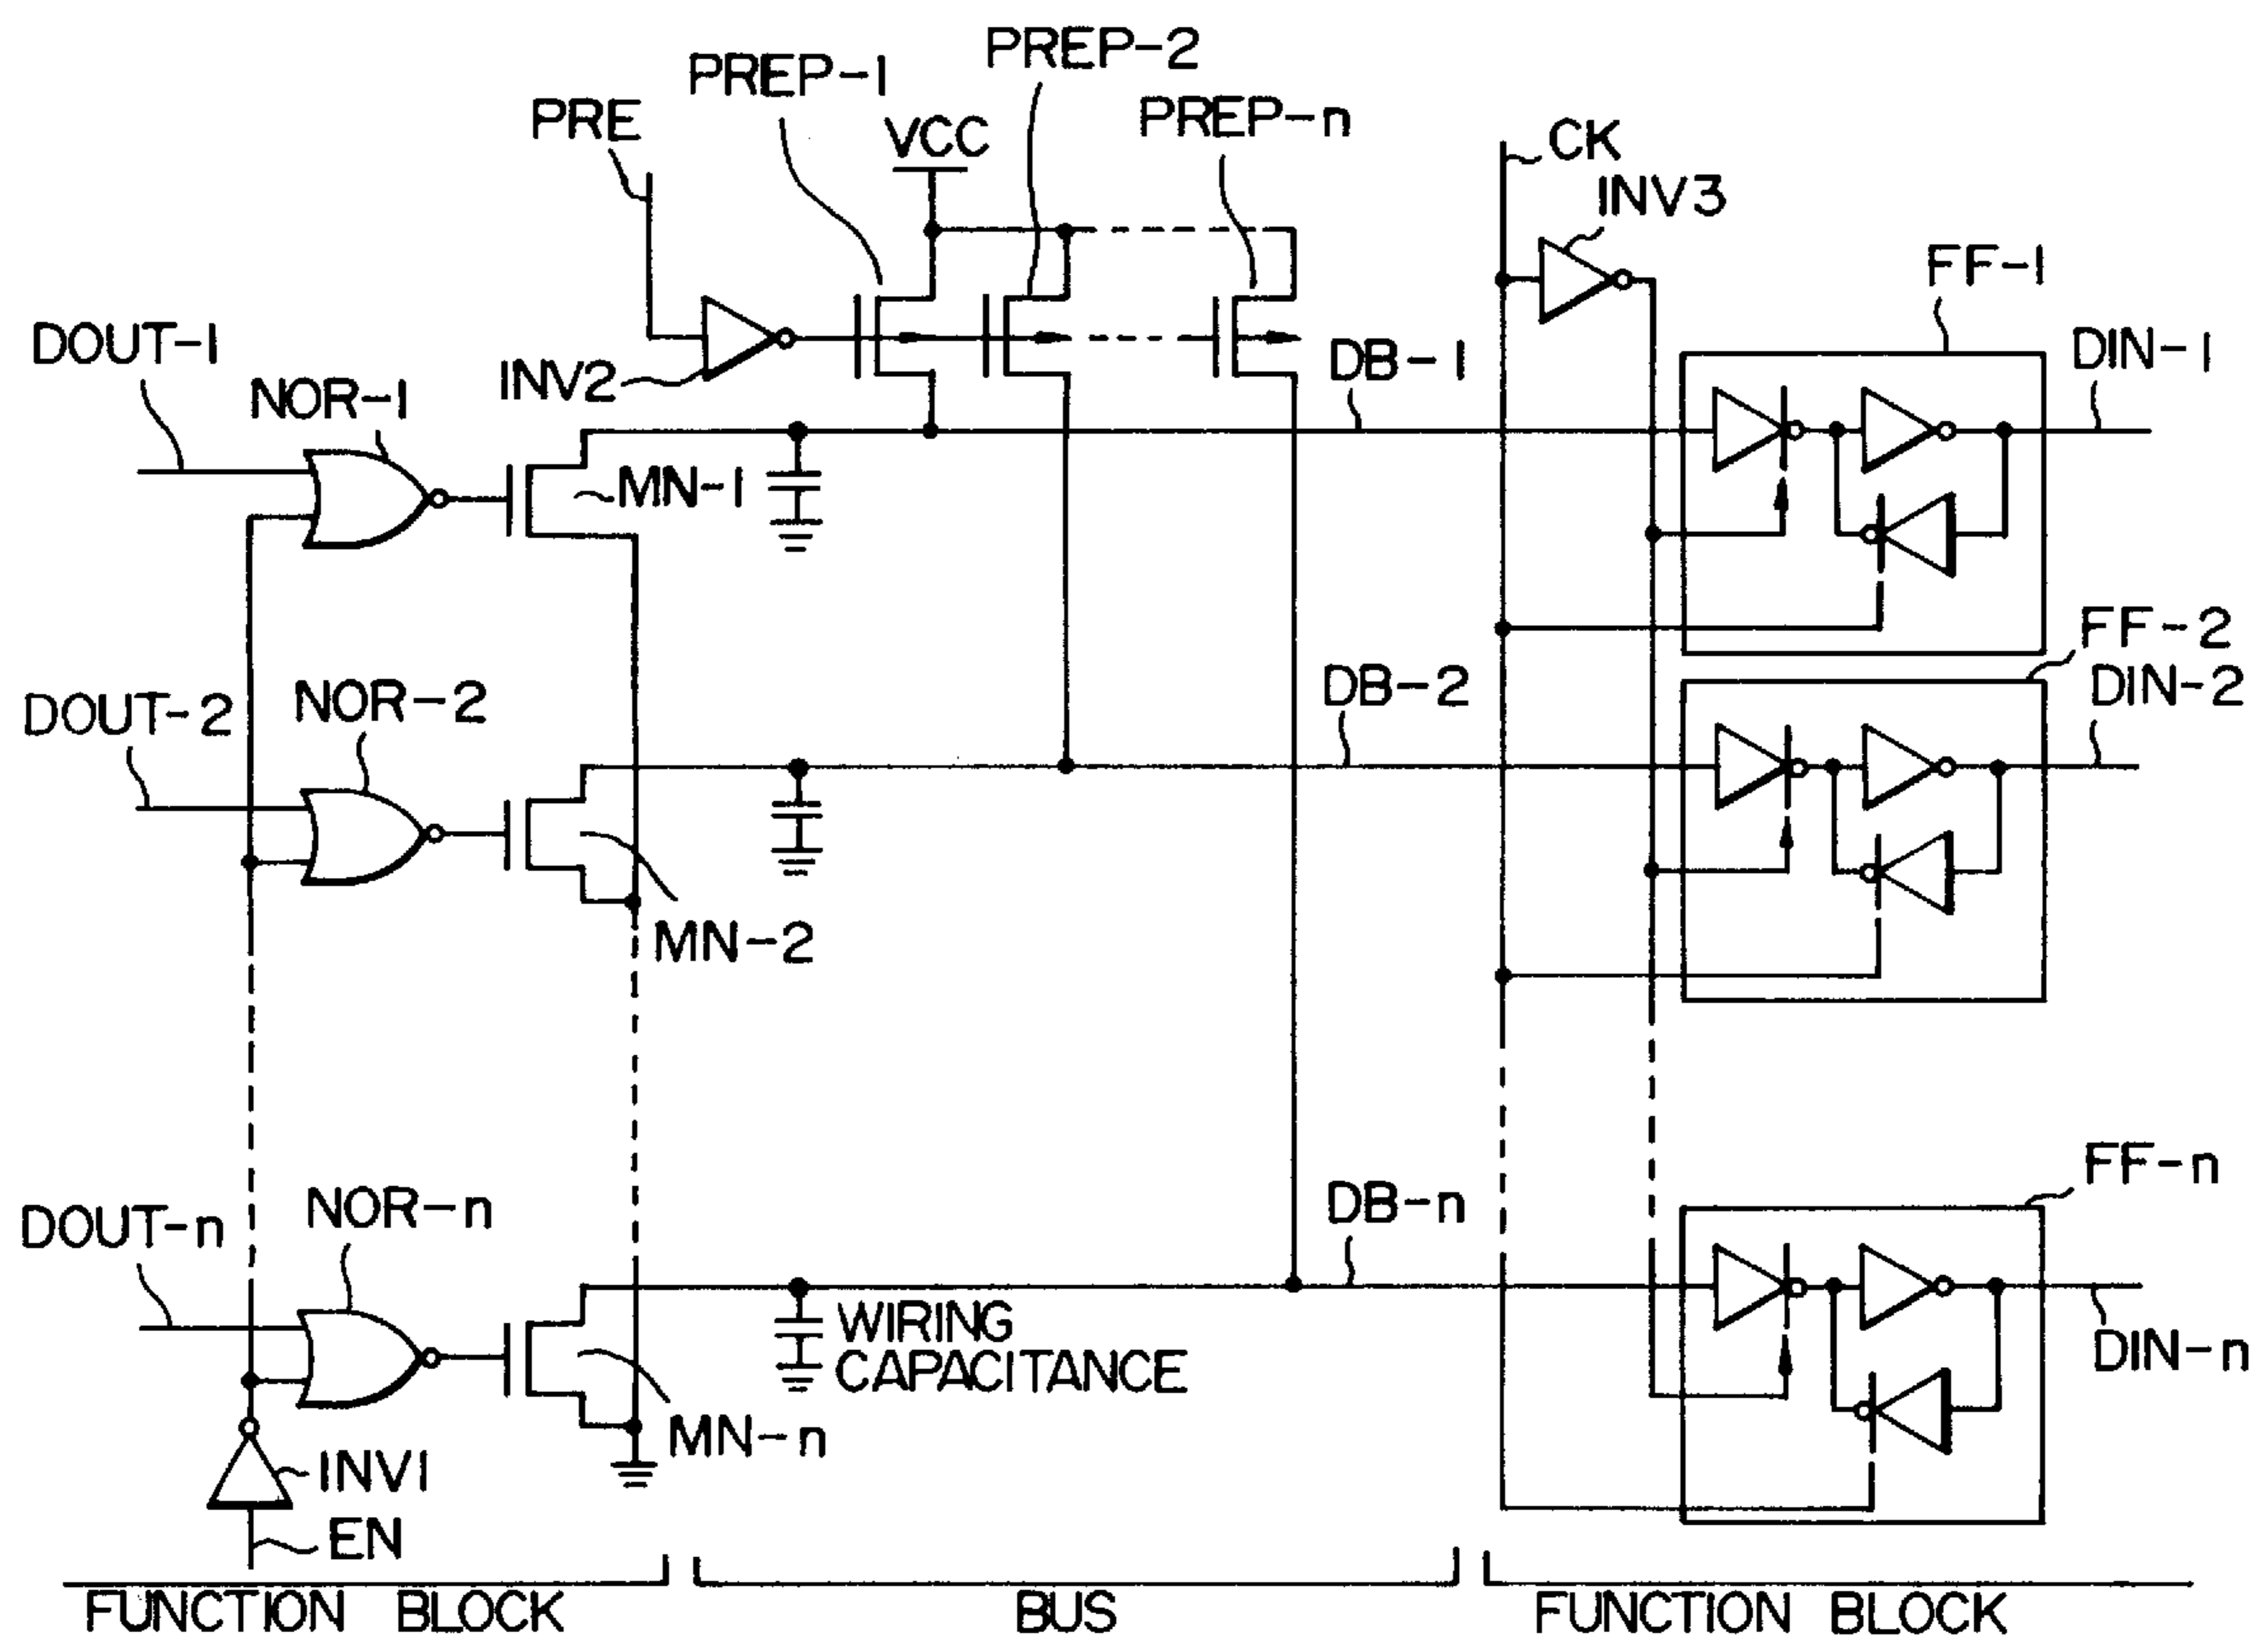 PREP-2
PREP-1
PRE
PREP-n
VCC
CK
INV3
FF-1
DOUT-1
DIN-1
DB-1
INV2
NOR-1
MN-1
FF-2
DB-2
DIN-2
NOR-2
DOUT-2
MN-2
FF-n
DB-n
NOR-n
DOUT-n
WIRING
CAPACITANCE
DIN-n
MN-n
INV1
EN
FUNCTION BLOCK
BUS
FUNCTION BLOCK